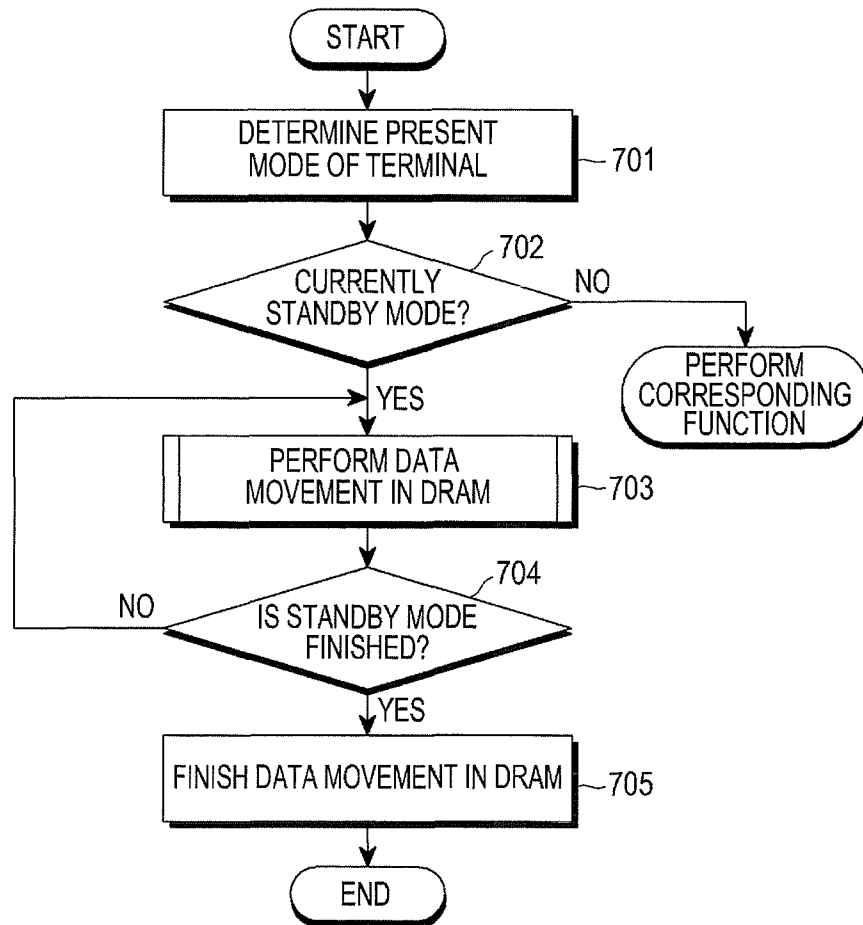 START
DETERMINE PRESENT
MODE OF TERMINAL
701
702
CURRENTLY
STANDBY MODE?
NO
YES
PERFORM
CORRESPONDING
FUNCTION
PERFORM DATA
MOVEMENT IN DRAM
703
704
NO
IS STANDBY MODE
FINISHED?
YES
FINISH DATA MOVEMENT IN DRAM
705
END